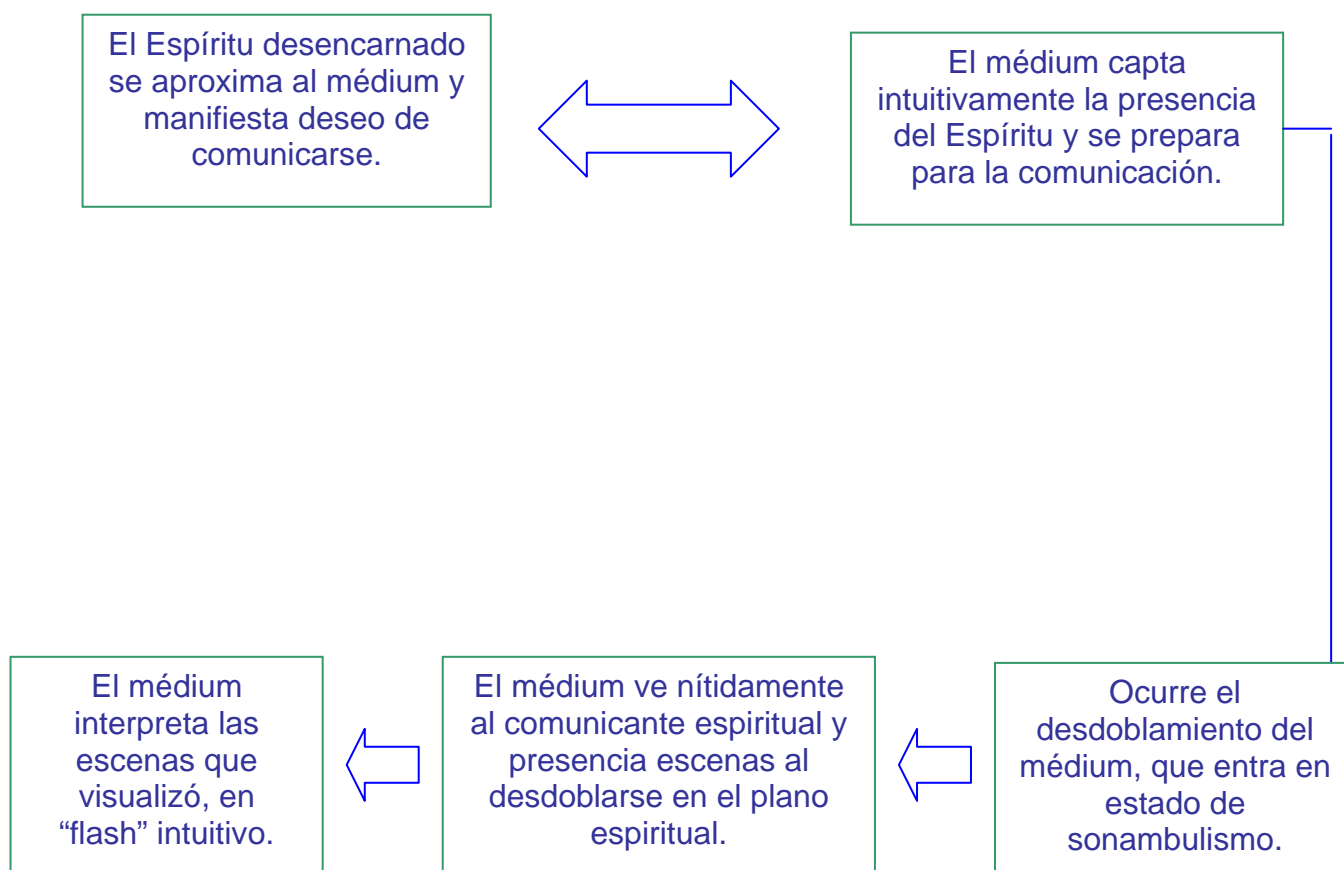 El Espíritu desencarnado
se aproxima al médium y
manifiesta deseo de
comunicarse.
El médium capta
intuitivamente la presencia
del Espíritu y se prepara
para la comunicación.
Ocurre el
desdoblamiento del
médium, que entra en
estado de
sonambulismo.
El médium ve nítidamente
al comunicante espiritual y
presencia escenas al
desdoblarse en el plano
espiritual.
El médium
interpreta las
escenas que
visualizó, en
“flash” intuitivo.